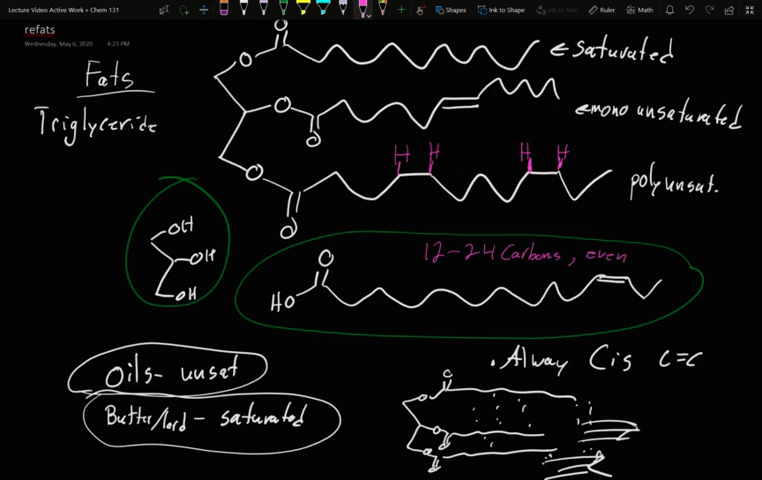 Lecture Video Active Work • Chem 131
Shapes
Ink to Shape
Ink to Text
Ruler
Math
refats
Wednesday, May 6, 2020 4:23 PM
Fats
Triglyceride
O
O
O
O
O
O
saturated
mono unsaturated
H H H H
polyunsat.
OH
OH
OH
12-24 Carbons, even
O
HO
Oils- unsat
Butter/lard - saturated
. Alway Cis C=C
O
O
O
O